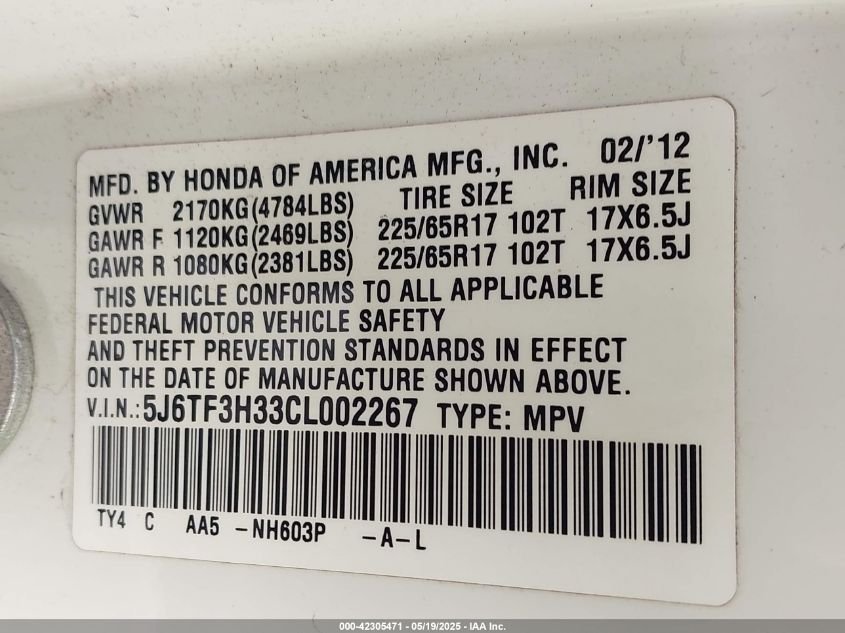 MFD. BY HONDA OF AMERICA MFG., INC. 02/'12
GVWR 2170KG(4784LBS) TIRE SIZE RIM SIZE
GAWR F 1120KG(2469LBS) 225/65R17 102T 17X6.5J
GAWR R 1080KG(2381LBS) 225/65R17 102T 17X6.5J
THIS VEHICLE CONFORMS TO ALL APPLICABLE
FEDERAL MOTOR VEHICLE SAFETY
AND THEFT PREVENTION STANDARDS IN EFFECT
ON THE DATE OF MANUFACTURE SHOWN ABOVE.
V.I.N.:5J6TF3H33CL002267 TYPE: MPV
TY4 C AA5 -NH603P -A-L
000-42305471 - 05/19/2025 - IAA Inc.